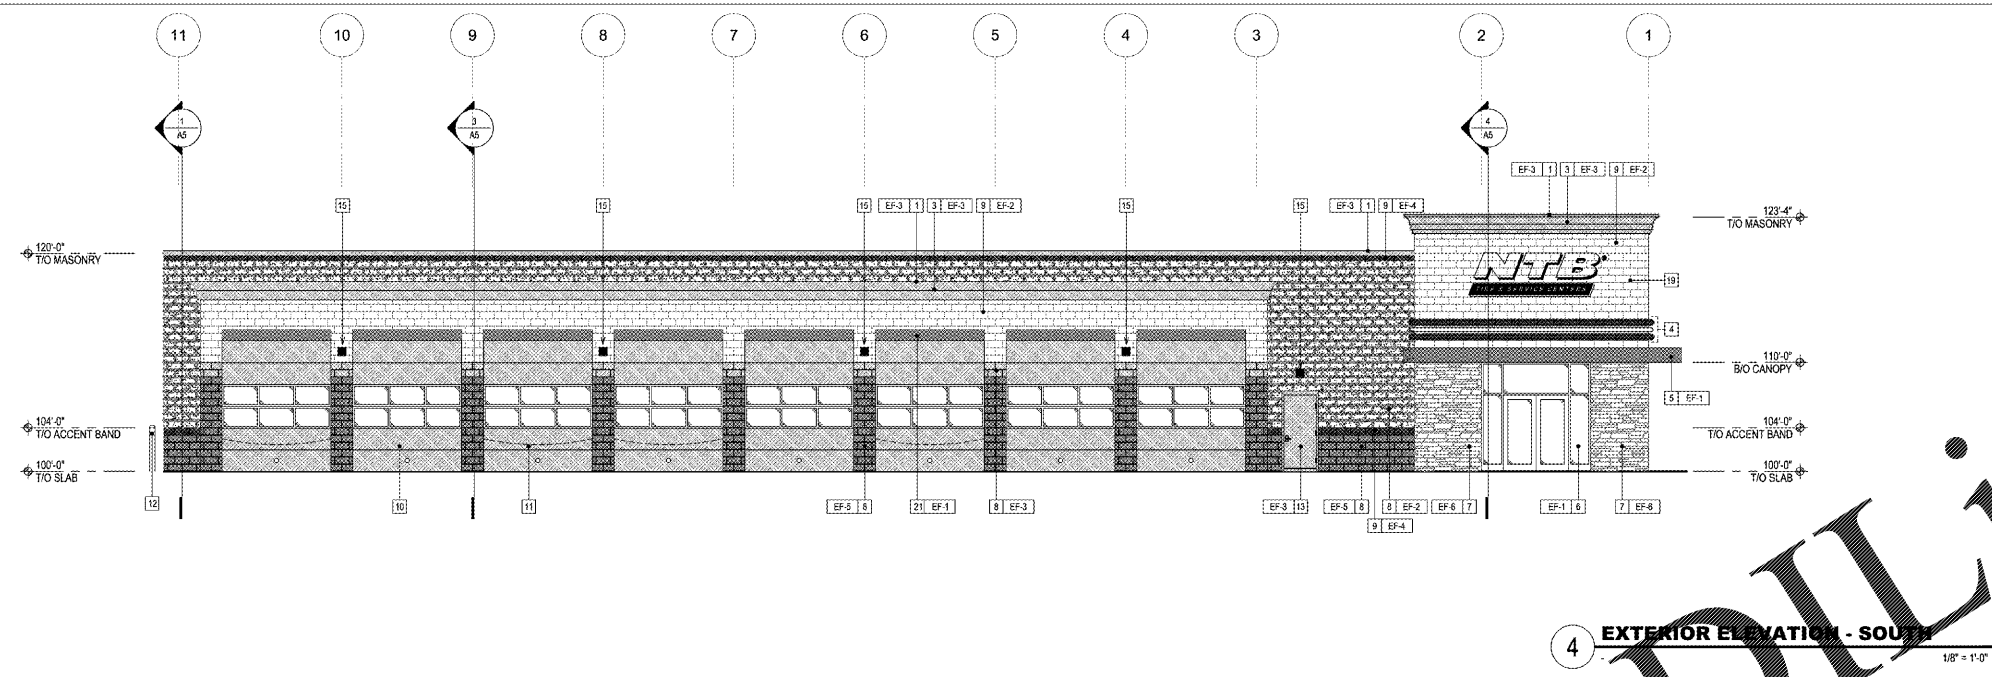 11 10 9 8 7 6 5 4 3 2 1
1
A5
3
A5
4
A5
EF-3 1 3 EF-3 9 EF-2
15 15 15 EF-3 1 3 EF-3 9 EF-2 15 15 EF-3 1 9 EF-4
123'-4"
T/O MASONRY
120'-0"
T/O MASONRY
NTB
TIRE & SERVICE CENTERS
19
4
110'-0"
B/O CANOPY
5 EF-1
104'-0"
T/O ACCENT BAND
104'-0"
T/O ACCENT BAND
100'-0"
T/O SLAB
100'-0"
T/O SLAB
12 10 11 EF-5 8 21 EF-1 8 EF-3 EF-3 13 EF-5 8 8 EF-2 EF-6 7 EF-1 6 7 EF-6
9 EF-4
4 EXTERIOR ELEVATION - SOUTH
1/8" = 1'-0"